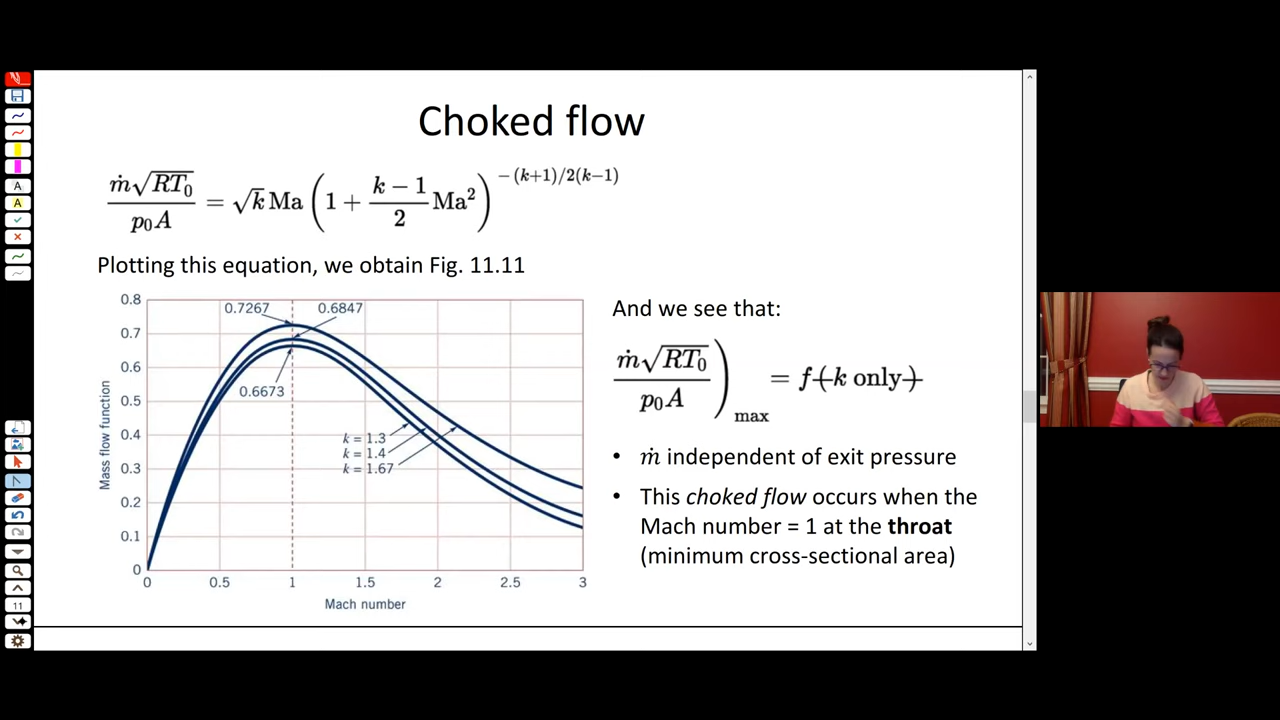 Choked flow
ṁ√RT₀ / p₀A = √k Ma (1 + k − 1 / 2 Ma²)^−(k+1)/2(k−1)
Plotting this equation, we obtain Fig. 11.11
0.8
0.7
0.6
0.5
0.4
0.3
0.2
0.1
0
Mass flow function
0.7267
0.6847
0.6673
k = 1.3
k = 1.4
k = 1.67
0
0.5
1
1.5
2
2.5
3
Mach number
And we see that:
ṁ√RT₀ / p₀A )max = f(k only)
• ṁ independent of exit pressure
• This choked flow occurs when the
Mach number = 1 at the throat
(minimum cross-sectional area)
A
A
11